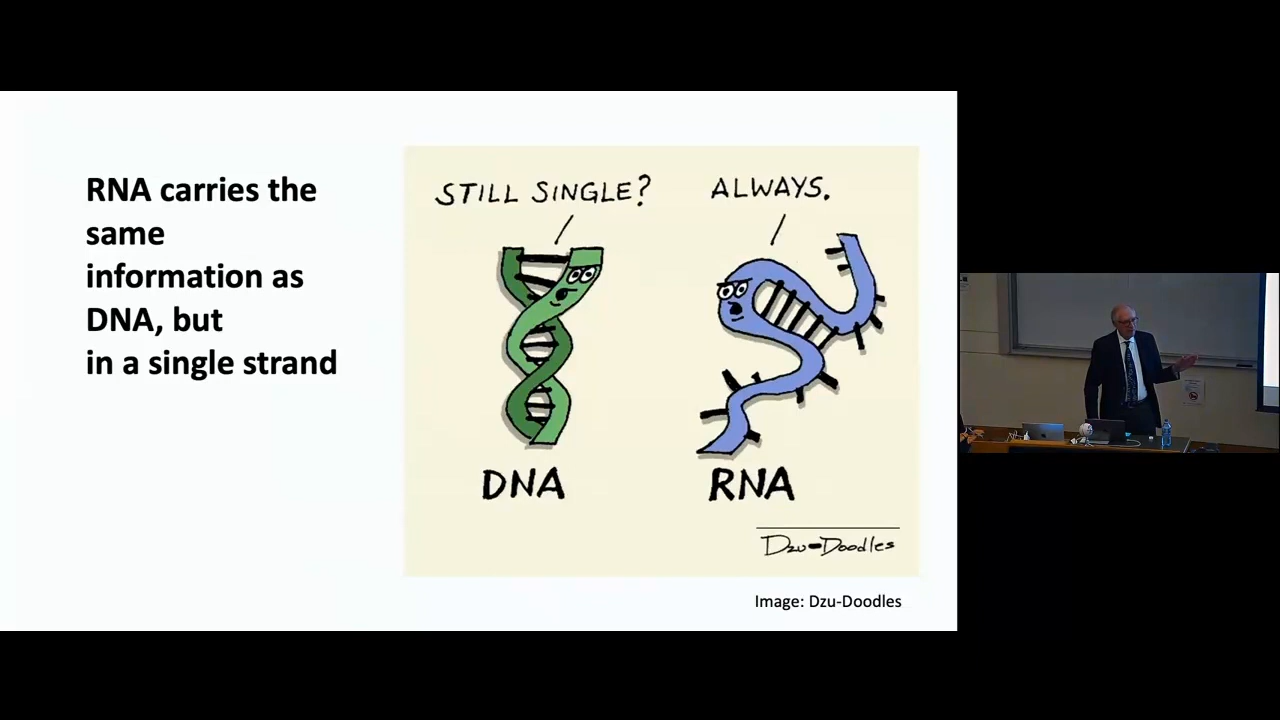 RNA carries the
same
information as
DNA, but
in a single strand
STILL SINGLE?
ALWAYS.
DNA
RNA
Dzu-Doodles
Image: Dzu-Doodles